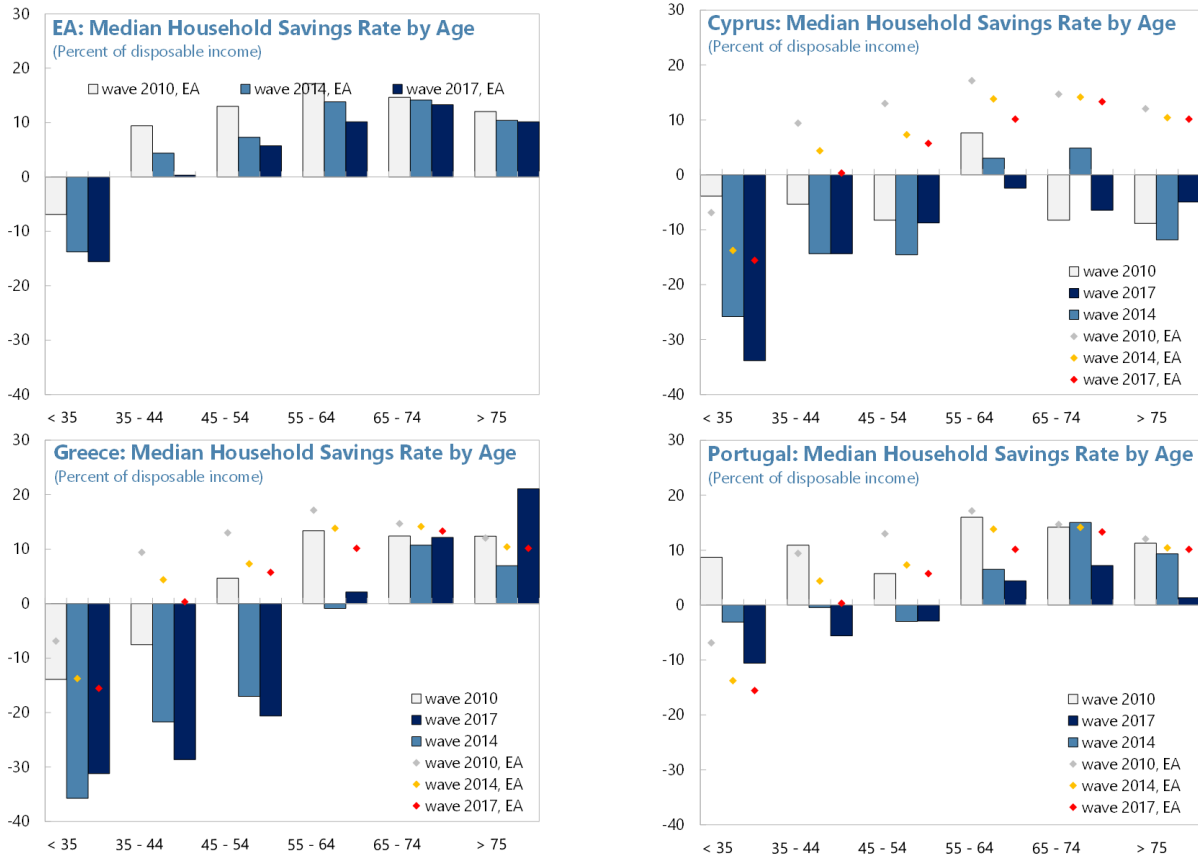 EA: Median Household Savings Rate by Age
(Percent of disposable income)
wave 2010, EA
wave 2014, EA
wave 2017, EA
30
20
10
0
-10
-20
-30
-40
< 35
35 - 44
45 - 54
55 - 64
65 - 74
> 75
Cyprus: Median Household Savings Rate by Age
(Percent of disposable income)
30
20
10
0
-10
-20
-30
-40
wave 2010
wave 2017
wave 2014
wave 2010, EA
wave 2014, EA
wave 2017, EA
< 35
35 - 44
45 - 54
55 - 64
65 - 74
> 75
Greece: Median Household Savings Rate by Age
(Percent of disposable income)
30
20
10
0
-10
-20
-30
-40
wave 2010
wave 2017
wave 2014
wave 2010, EA
wave 2014, EA
wave 2017, EA
< 35
35 - 44
45 - 54
55 - 64
65 - 74
> 75
Portugal: Median Household Savings Rate by Age
(Percent of disposable income)
30
20
10
0
-10
-20
-30
-40
wave 2010
wave 2017
wave 2014
wave 2010, EA
wave 2014, EA
wave 2017, EA
< 35
35 - 44
45 - 54
55 - 64
65 - 74
> 75